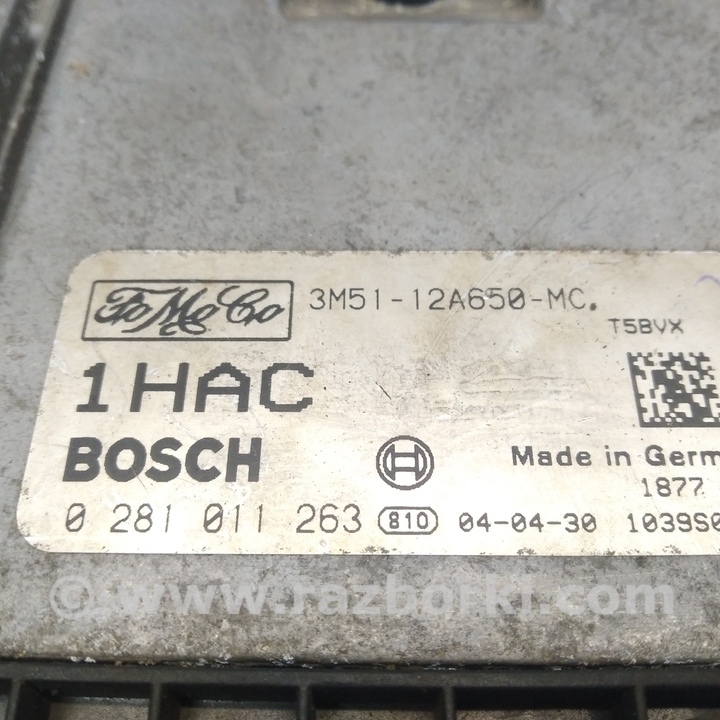 FoMoCo 3M51-12A650-MC.
T5BVX
1HAC
BOSCH Made in Germ
1877
0 281 011 263 810 04-04-30 1039S0
© www.razborki.com